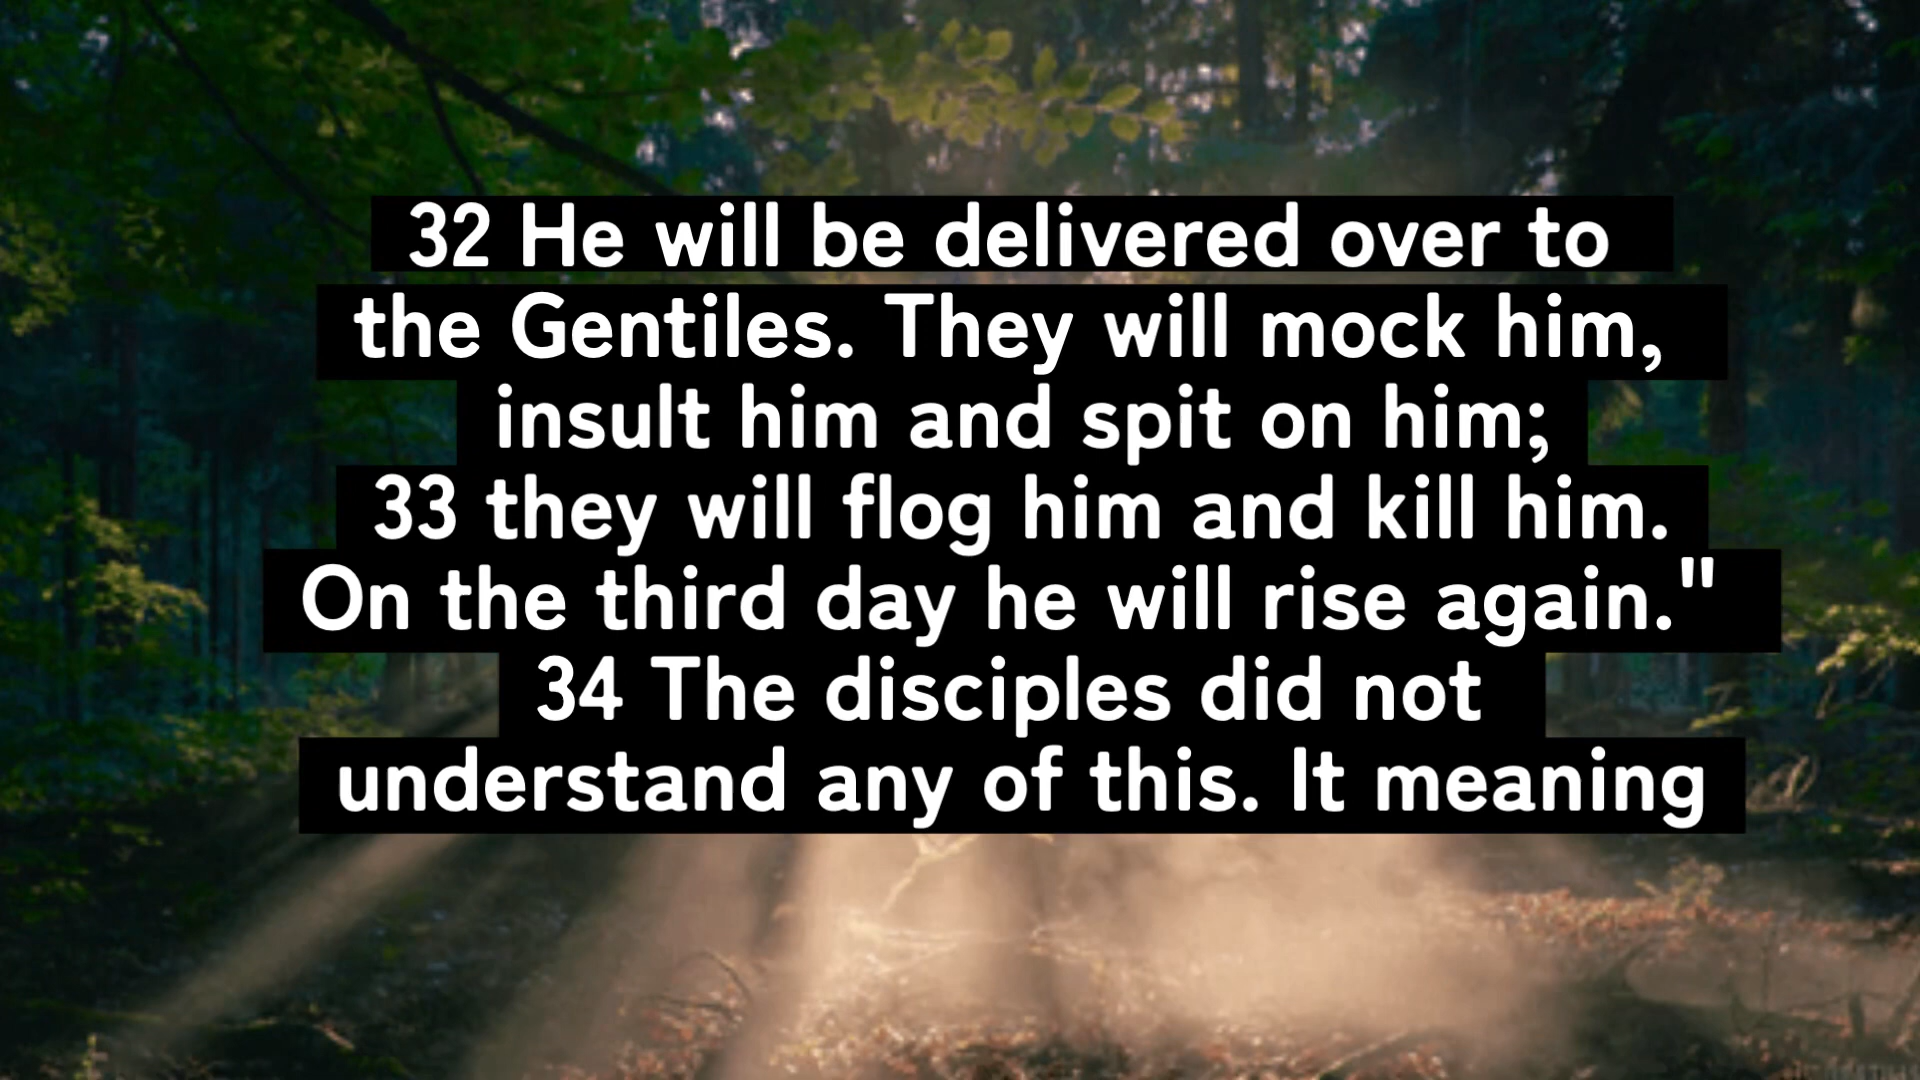 32 He will be delivered over to
the Gentiles. They will mock him,
insult him and spit on him;
33 they will flog him and kill him.
On the third day he will rise again."
34 The disciples did not
understand any of this. It meaning